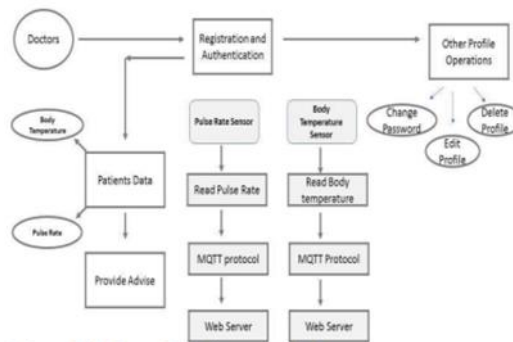 Doctors
Registration and
Authentication
Other Profile
Operations
Change
Password
Delete
Profile
Edit
Profile
Body
Temperature
Pulse Rate Sensor
Body
Temperature
Sensor
Patients Data
Read Pulse Rate
Read Body
temperature
Pulse Rate
Provide Advise
MQTT protocol
MQTT Protocol
Web Server
Web Server